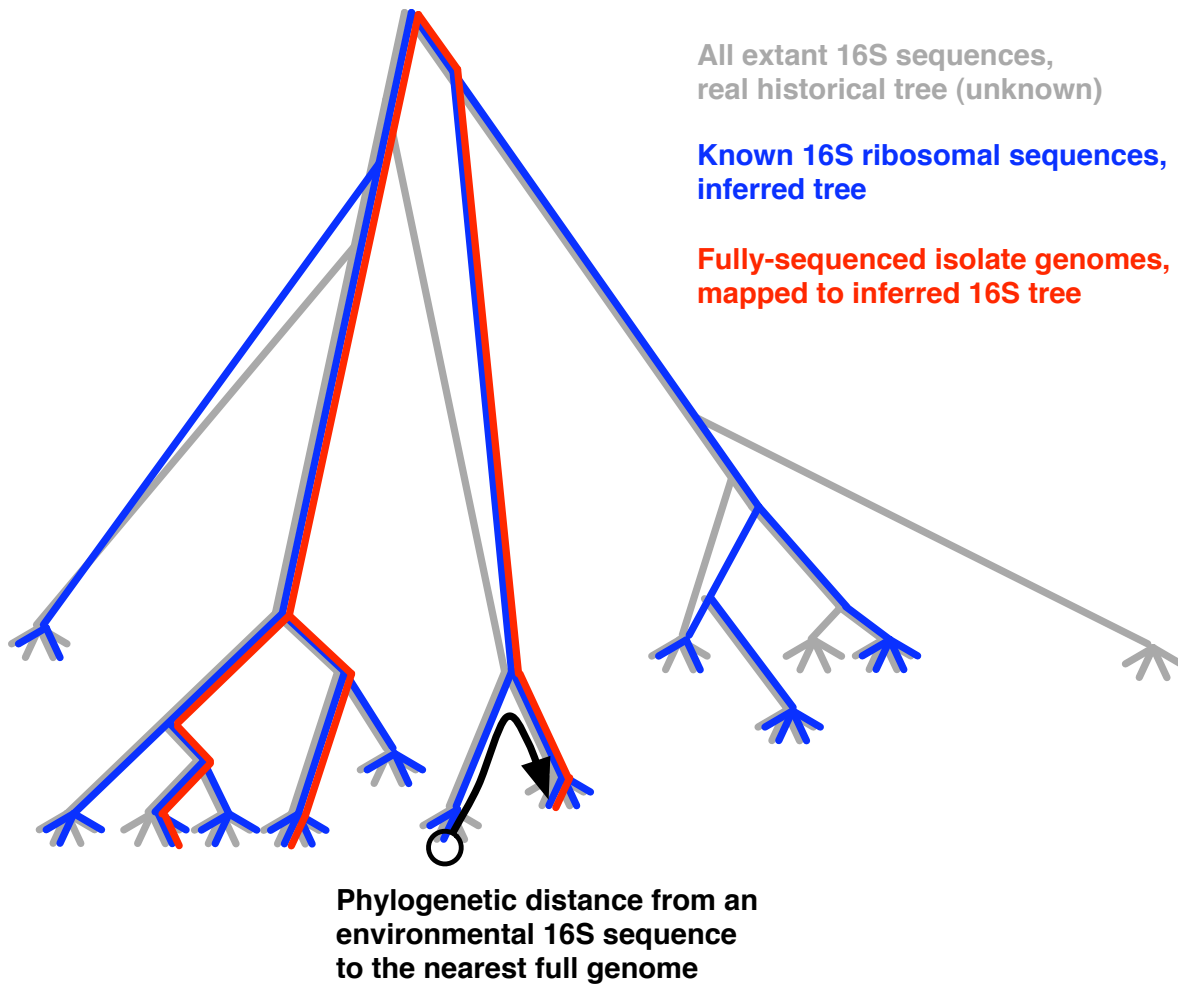 All extant 16S sequences,
real historical tree (unknown)
Known 16S ribosomal sequences,
inferred tree
Fully-sequenced isolate genomes,
mapped to inferred 16S tree
Phylogenetic distance from an
environmental 16S sequence
to the nearest full genome